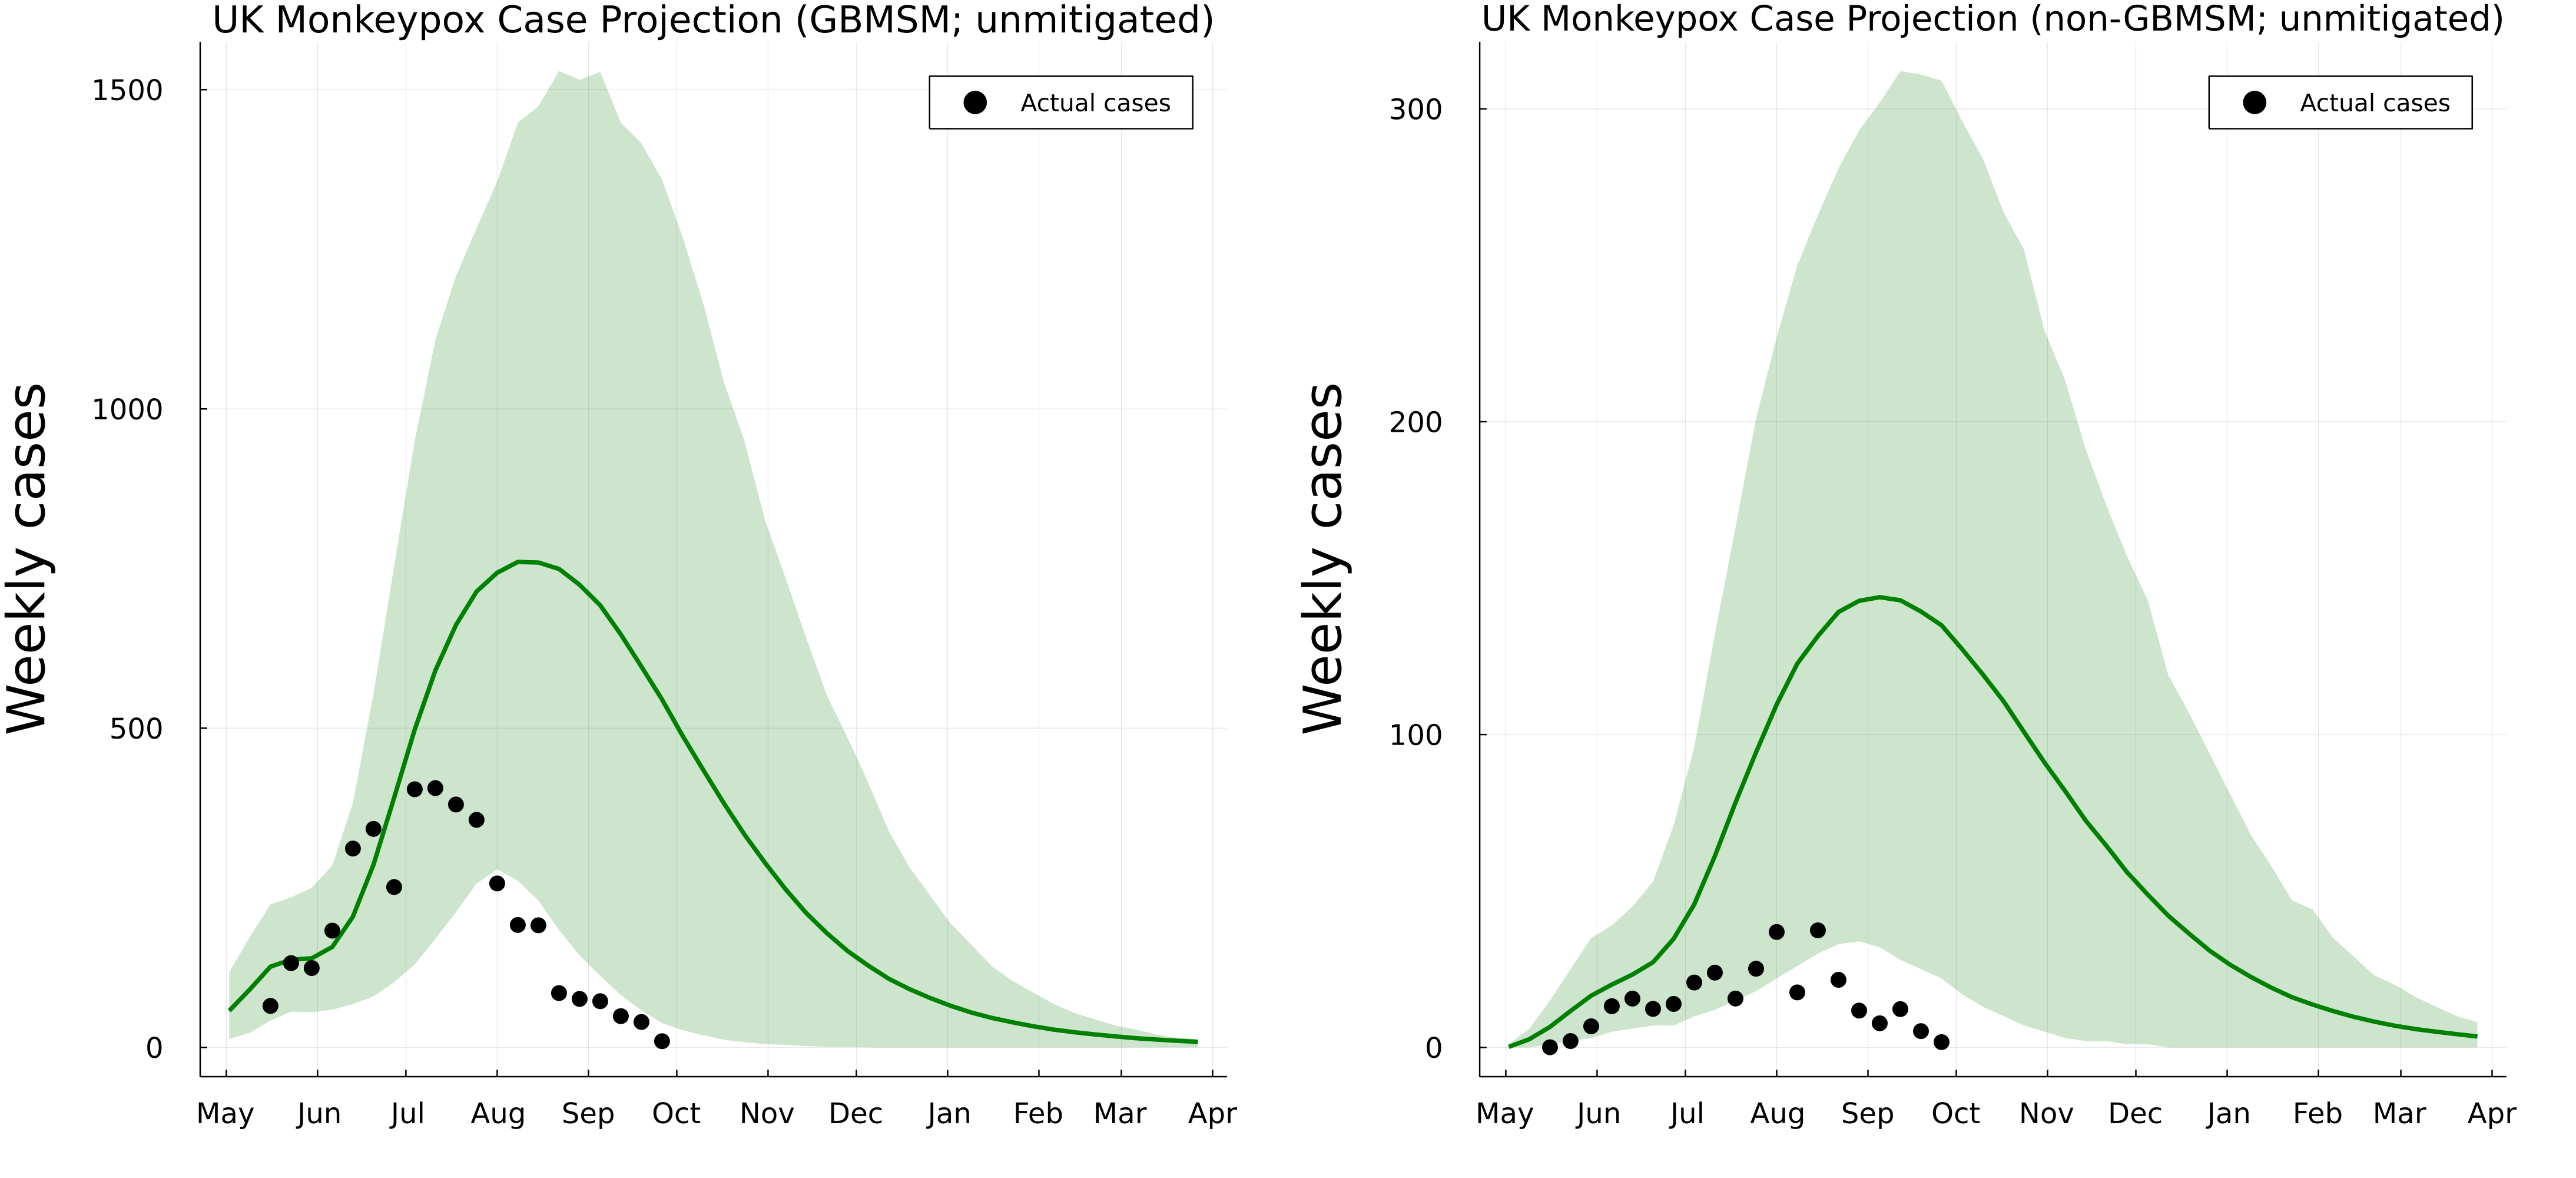 UK Monkeypox Case Projection (GBMSM; unmitigated)
Weekly cases
1500
1000
500
0
Actual cases
May Jun Jul Aug Sep Oct Nov Dec Jan Feb Mar Apr
UK Monkeypox Case Projection (non-GBMSM; unmitigated)
Weekly cases
300
200
100
0
Actual cases
May Jun Jul Aug Sep Oct Nov Dec Jan Feb Mar Apr